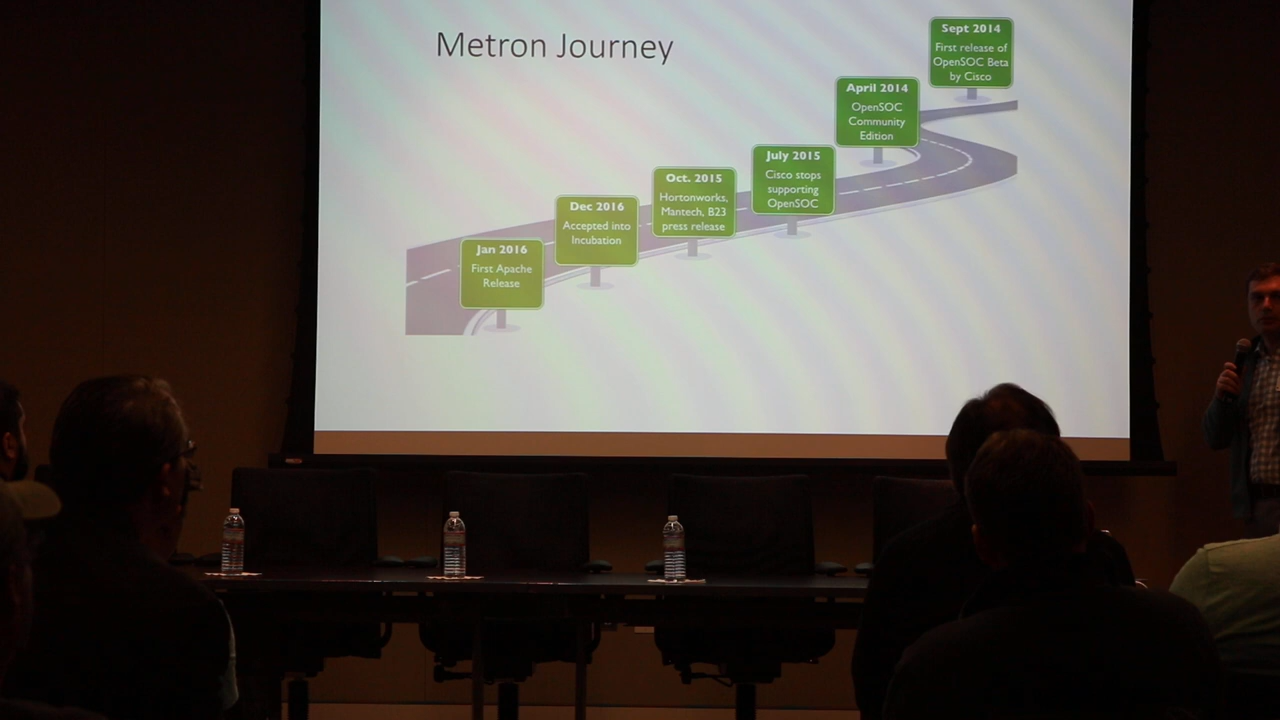 Metron Journey
Sept 2014
First release of
OpenSOC Beta
by Cisco
April 2014
OpenSOC
Community
Edition
July 2015
Cisco stops
supporting
OpenSOC
Oct. 2015
Hortonworks,
Mantech, B23
press release
Dec 2016
Accepted into
Incubation
Jan 2016
First Apache
Release